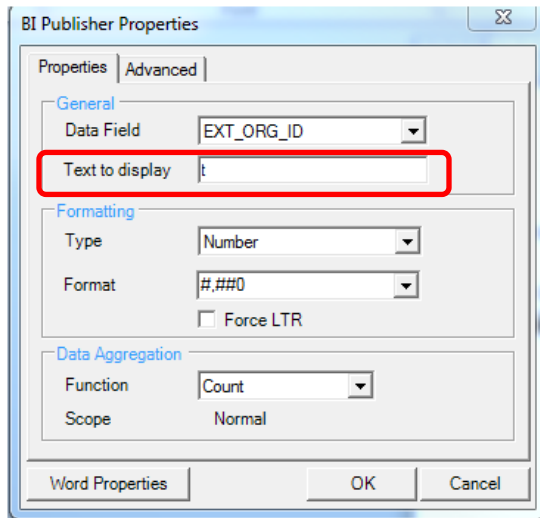 BI Publisher Properties
Properties Advanced
General
Data Field EXT_ORG_ID
Text to display t
Formatting
Type Number
Format #,##0
Force LTR
Data Aggregation
Function Count
Scope Normal
Word Properties OK Cancel